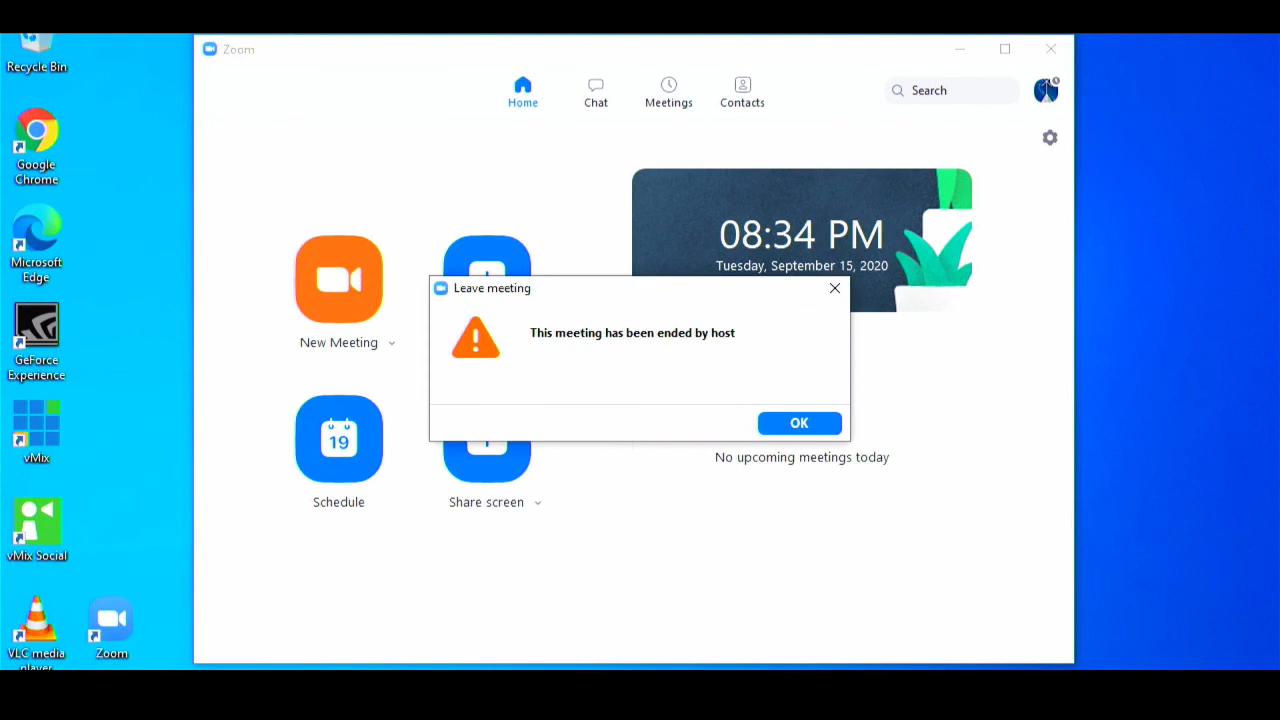 Recycle Bin
Google
Chrome
Microsoft
Edge
GeForce
Experience
vMix
vMix Social
VLC media
player
Zoom
Zoom
Home
Chat
Meetings
Contacts
Search
08:34 PM
Tuesday, September 15, 2020
New Meeting
Leave meeting
This meeting has been ended by host
OK
19
Schedule
Share screen
No upcoming meetings today